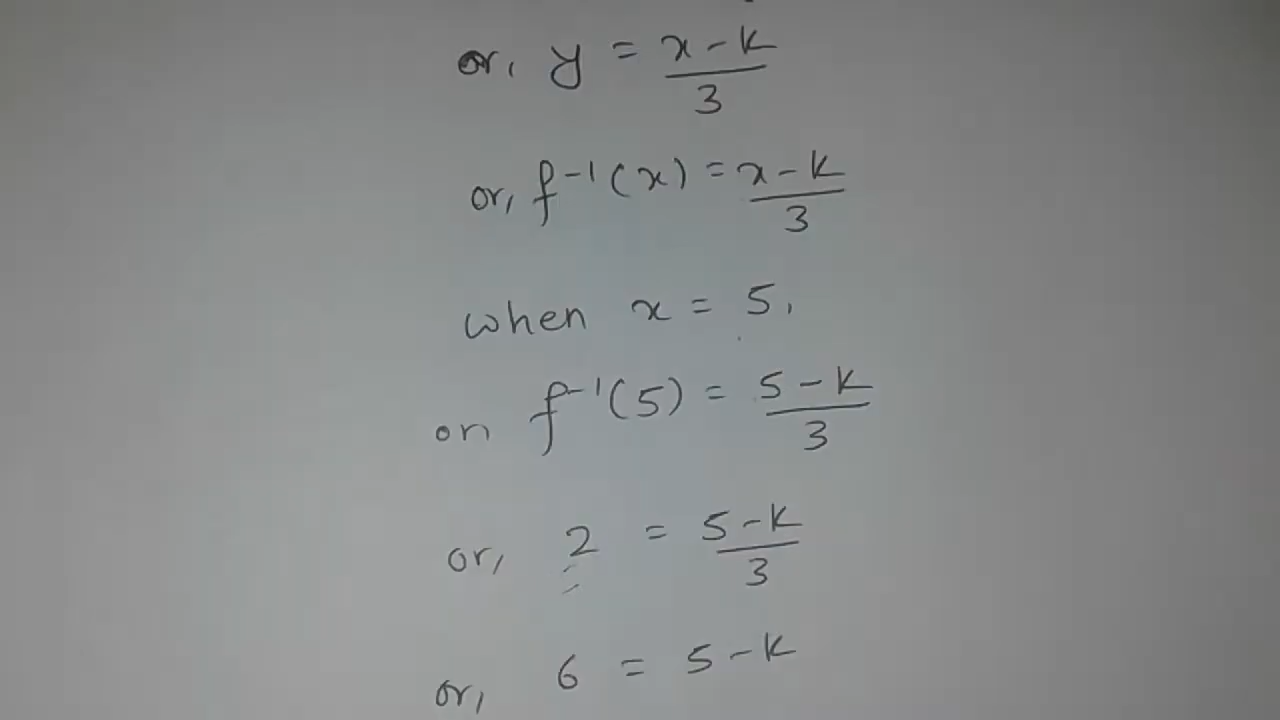 or, y = x-k/3
or, f⁻¹(x) = x-k/3
when x = 5,
or f⁻¹(5) = 5-k/3
or, 2 = 5-k/3
or, 6 = 5-k